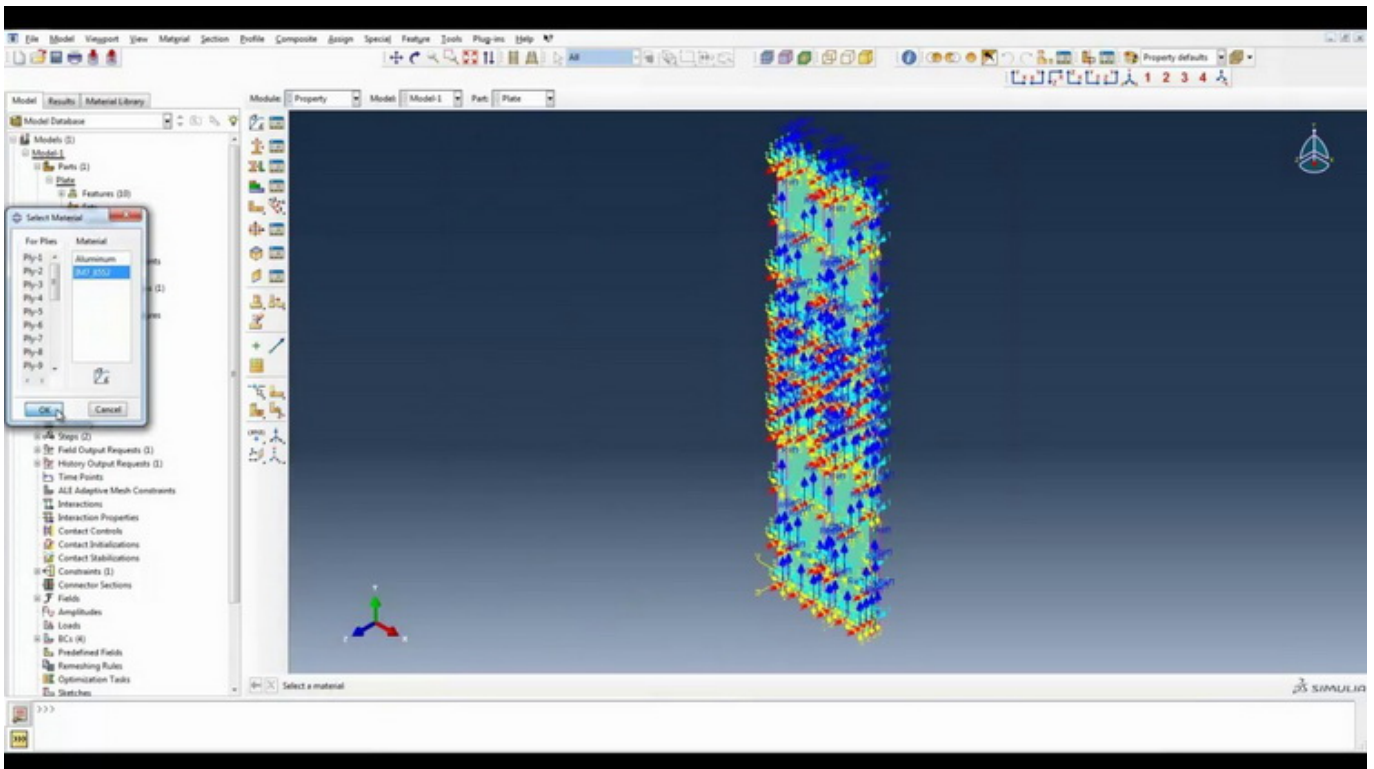 File Model Viewport View Material Section Profile Composite Assign Special Feature Tools Plug-ins Help
All
Property defaults
1 2 3 4
Model Results Material Library
Module: Property Model: Model-1 Part: Plate
Model Database
Models (1)
Model-1
Parts (1)
Plate
Features (10)
Select Material
For Plies Material
Ply-1
Ply-2
Ply-3
Ply-4
Ply-5
Ply-6
Ply-7
Ply-8
Ply-9
Aluminum
IM7_8552
OK Cancel
Steps (2)
Field Output Requests (1)
History Output Requests (1)
Time Points
ALE Adaptive Mesh Constraints
Interactions
Interaction Properties
Contact Controls
Contact Initializations
Contact Stabilizations
Constraints (1)
Connector Sections
Fields
Amplitudes
Loads
BCs (4)
Predefined Fields
Remeshing Rules
Optimization Tasks
Sketches
Select a material
SIMULIA
>>>